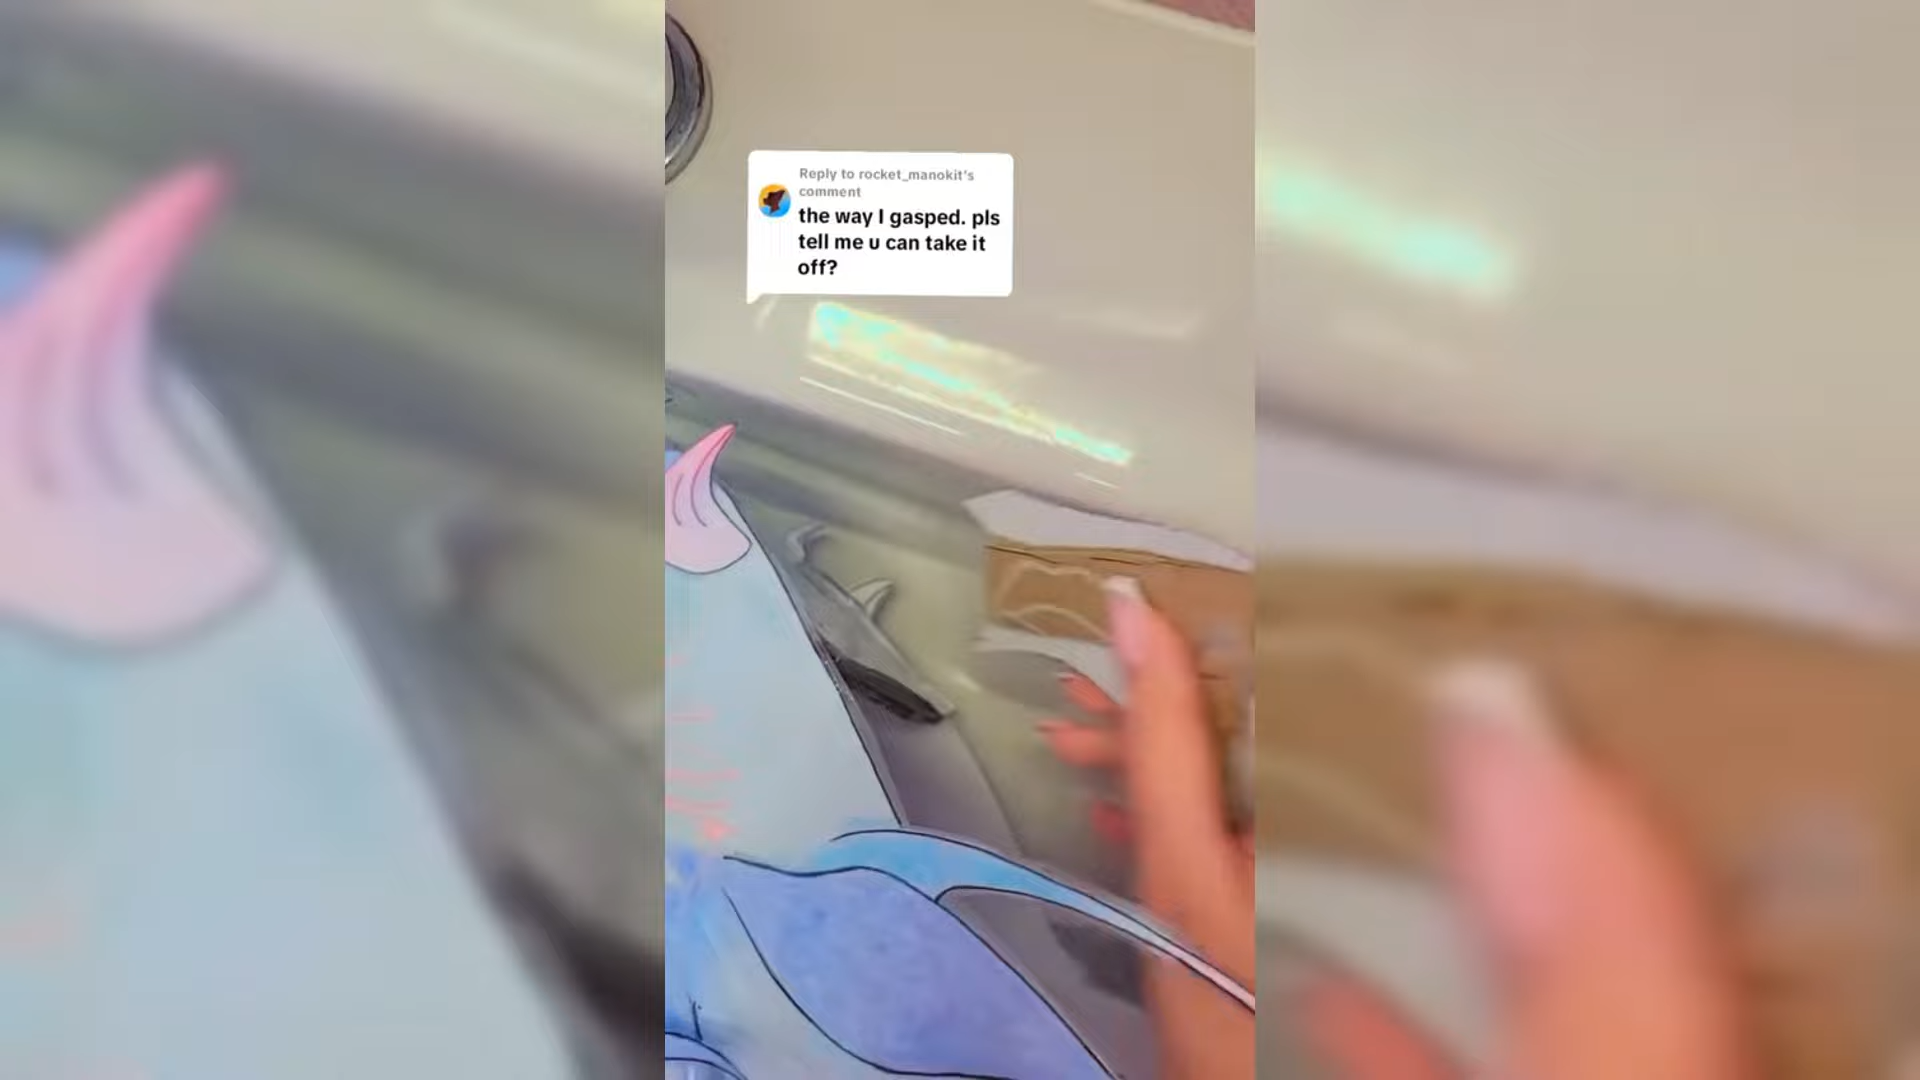 Reply to rocket_manokit's
comment
the way I gasped. pls
tell me u can take it
off?